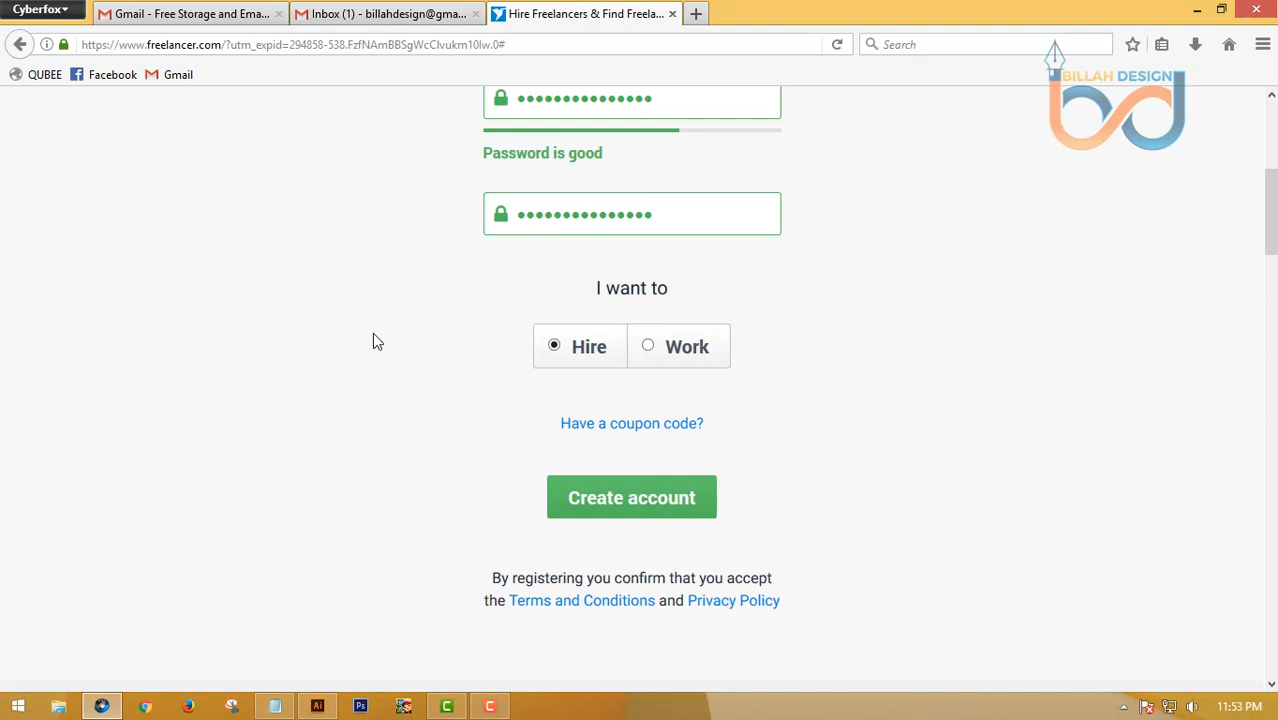 Cyberfox
Gmail - Free Storage and Ema...
Inbox (1) - billahdesign@gma...
Hire Freelancers & Find Freela...
https://www.freelancer.com/?utm_expid=294858-538.FzfNAmBBSgWcCIvukm10lw.0#
Search
QUBEE
Facebook
Gmail
BILLAH DESIGN
•••••••••••••••
Password is good
•••••••••••••••
I want to
Hire
Work
Have a coupon code?
Create account
By registering you confirm that you accept
the Terms and Conditions and Privacy Policy
Ai
Ps
C
C
11:53 PM